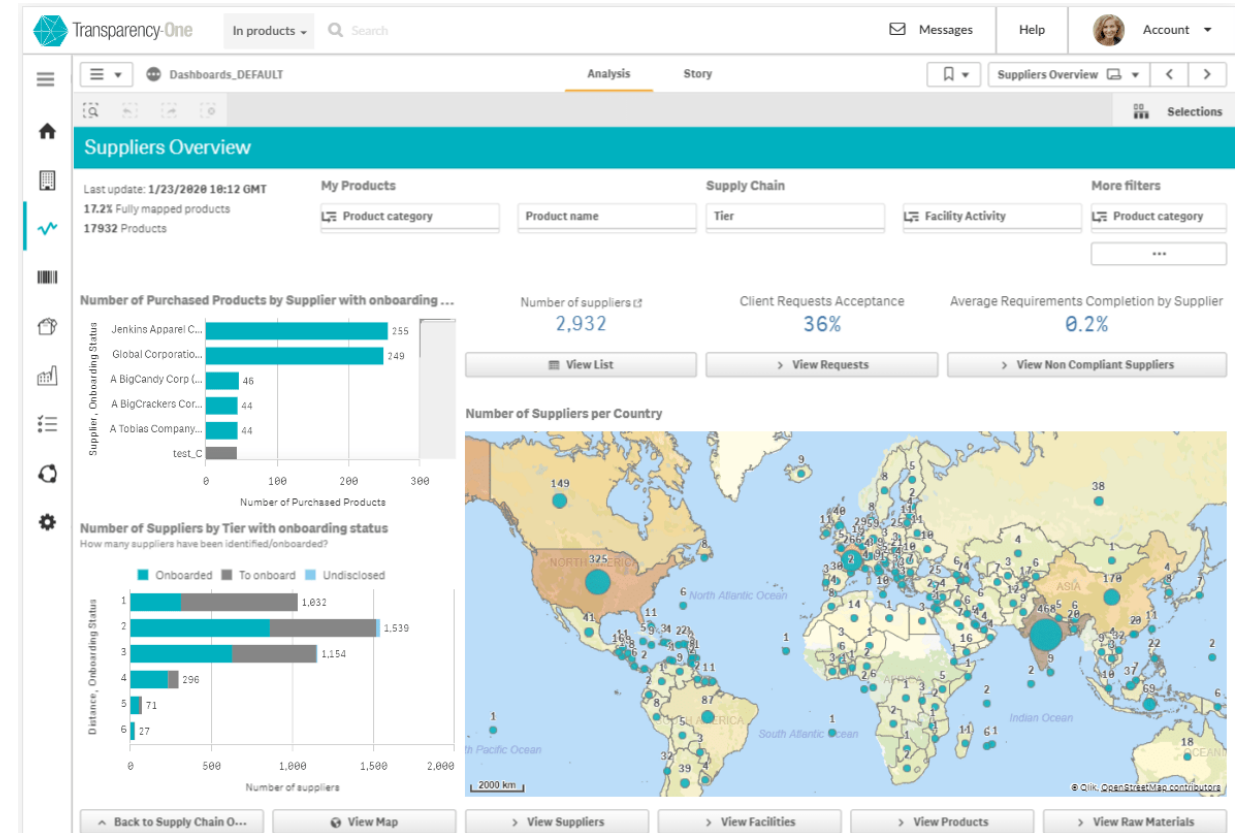 Transparency-One
In products
Search
Messages
Help
Account
Dashboards_DEFAULT
Analysis
Story
Suppliers Overview
Selections
Suppliers Overview
Last update: 1/23/2020 10:12 GMT
17.2% Fully mapped products
17932 Products
My Products
Product category
Product name
Supply Chain
Tier
Facility Activity
More filters
Product category
...
Number of Purchased Products by Supplier with onboarding ...
Supplier, Onboarding Status
Jenkins Apparel C... 255
Global Corporatio... 249
A BigCandy Corp (... 46
A BigCrackers Cor... 44
A Tobias Company... 44
test_C
0 100 200 300
Number of Purchased Products
Number of suppliers
2,932
View List
Client Requests Acceptance
36%
View Requests
Average Requirements Completion by Supplier
0.2%
View Non Compliant Suppliers
Number of Suppliers by Tier with onboarding status
How many suppliers have been identified/onboarded?
Onboarded To onboard Undisclosed
Distance, Onboarding Status
1 1,032
2 1,539
3 1,154
4 296
5 71
6 27
0 500 1,000 1,500 2,000
Number of suppliers
Number of Suppliers per Country
149
9
38
325
170
468
41
87
14
16
69
18
39
32
North Atlantic Ocean
South Atlantic
Indian Ocean
Pacific Ocean
ASIA
2000 km
© Qlik, OpenStreetMap contributors
Back to Supply Chain O...
View Map
View Suppliers
View Facilities
View Products
View Raw Materials